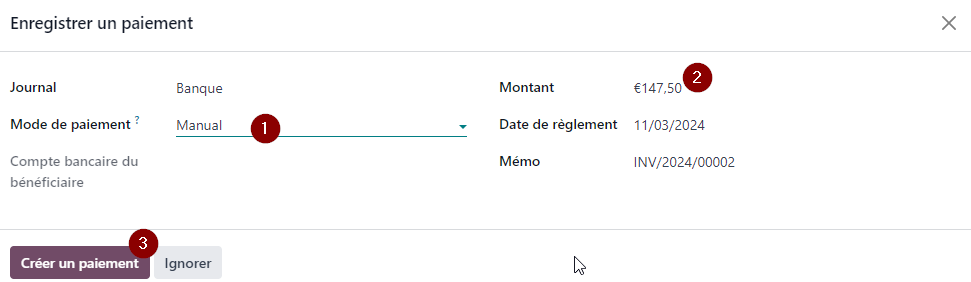 Enregistrer un paiement
Journal
Banque
Mode de paiement ?
Manual
1
Compte bancaire du
bénéficiaire
Montant
€147,50
2
Date de règlement
11/03/2024
Mémo
INV/2024/00002
3
Créer un paiement
Ignorer